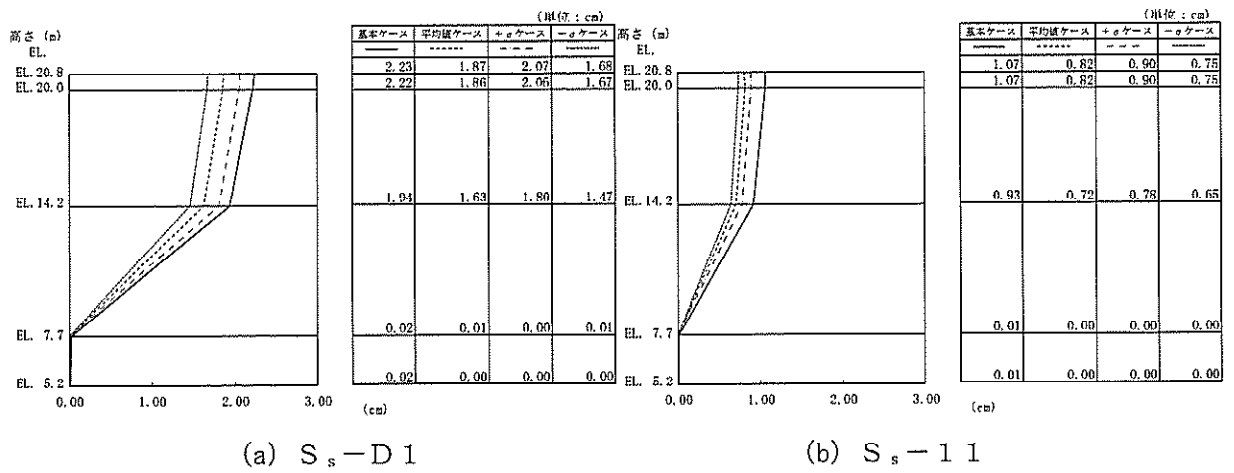 (単位：cm)
高さ (m)
EL.
基本ケース 平均値ケース ＋σケース －σケース
EL.20.8 2.23 1.87 2.07 1.68
EL.20.0 2.22 1.86 2.06 1.67
EL.14.2 1.94 1.63 1.80 1.47
EL. 7.7 0.02 0.01 0.00 0.01
EL. 5.2 0.02 0.00 0.00 0.00
0.00 1.00 2.00 3.00 (cm)
(a) Sₛ－D１
(単位：cm)
高さ (m)
EL.
基本ケース 平均値ケース ＋σケース －σケース
EL.20.8 1.07 0.82 0.90 0.75
EL.20.0 1.07 0.82 0.90 0.75
EL.14.2 0.93 0.72 0.78 0.65
EL. 7.7 0.01 0.00 0.00 0.00
EL. 5.2 0.01 0.00 0.00 0.00
0.00 1.00 2.00 3.00 (cm)
(b) Sₛ－１１